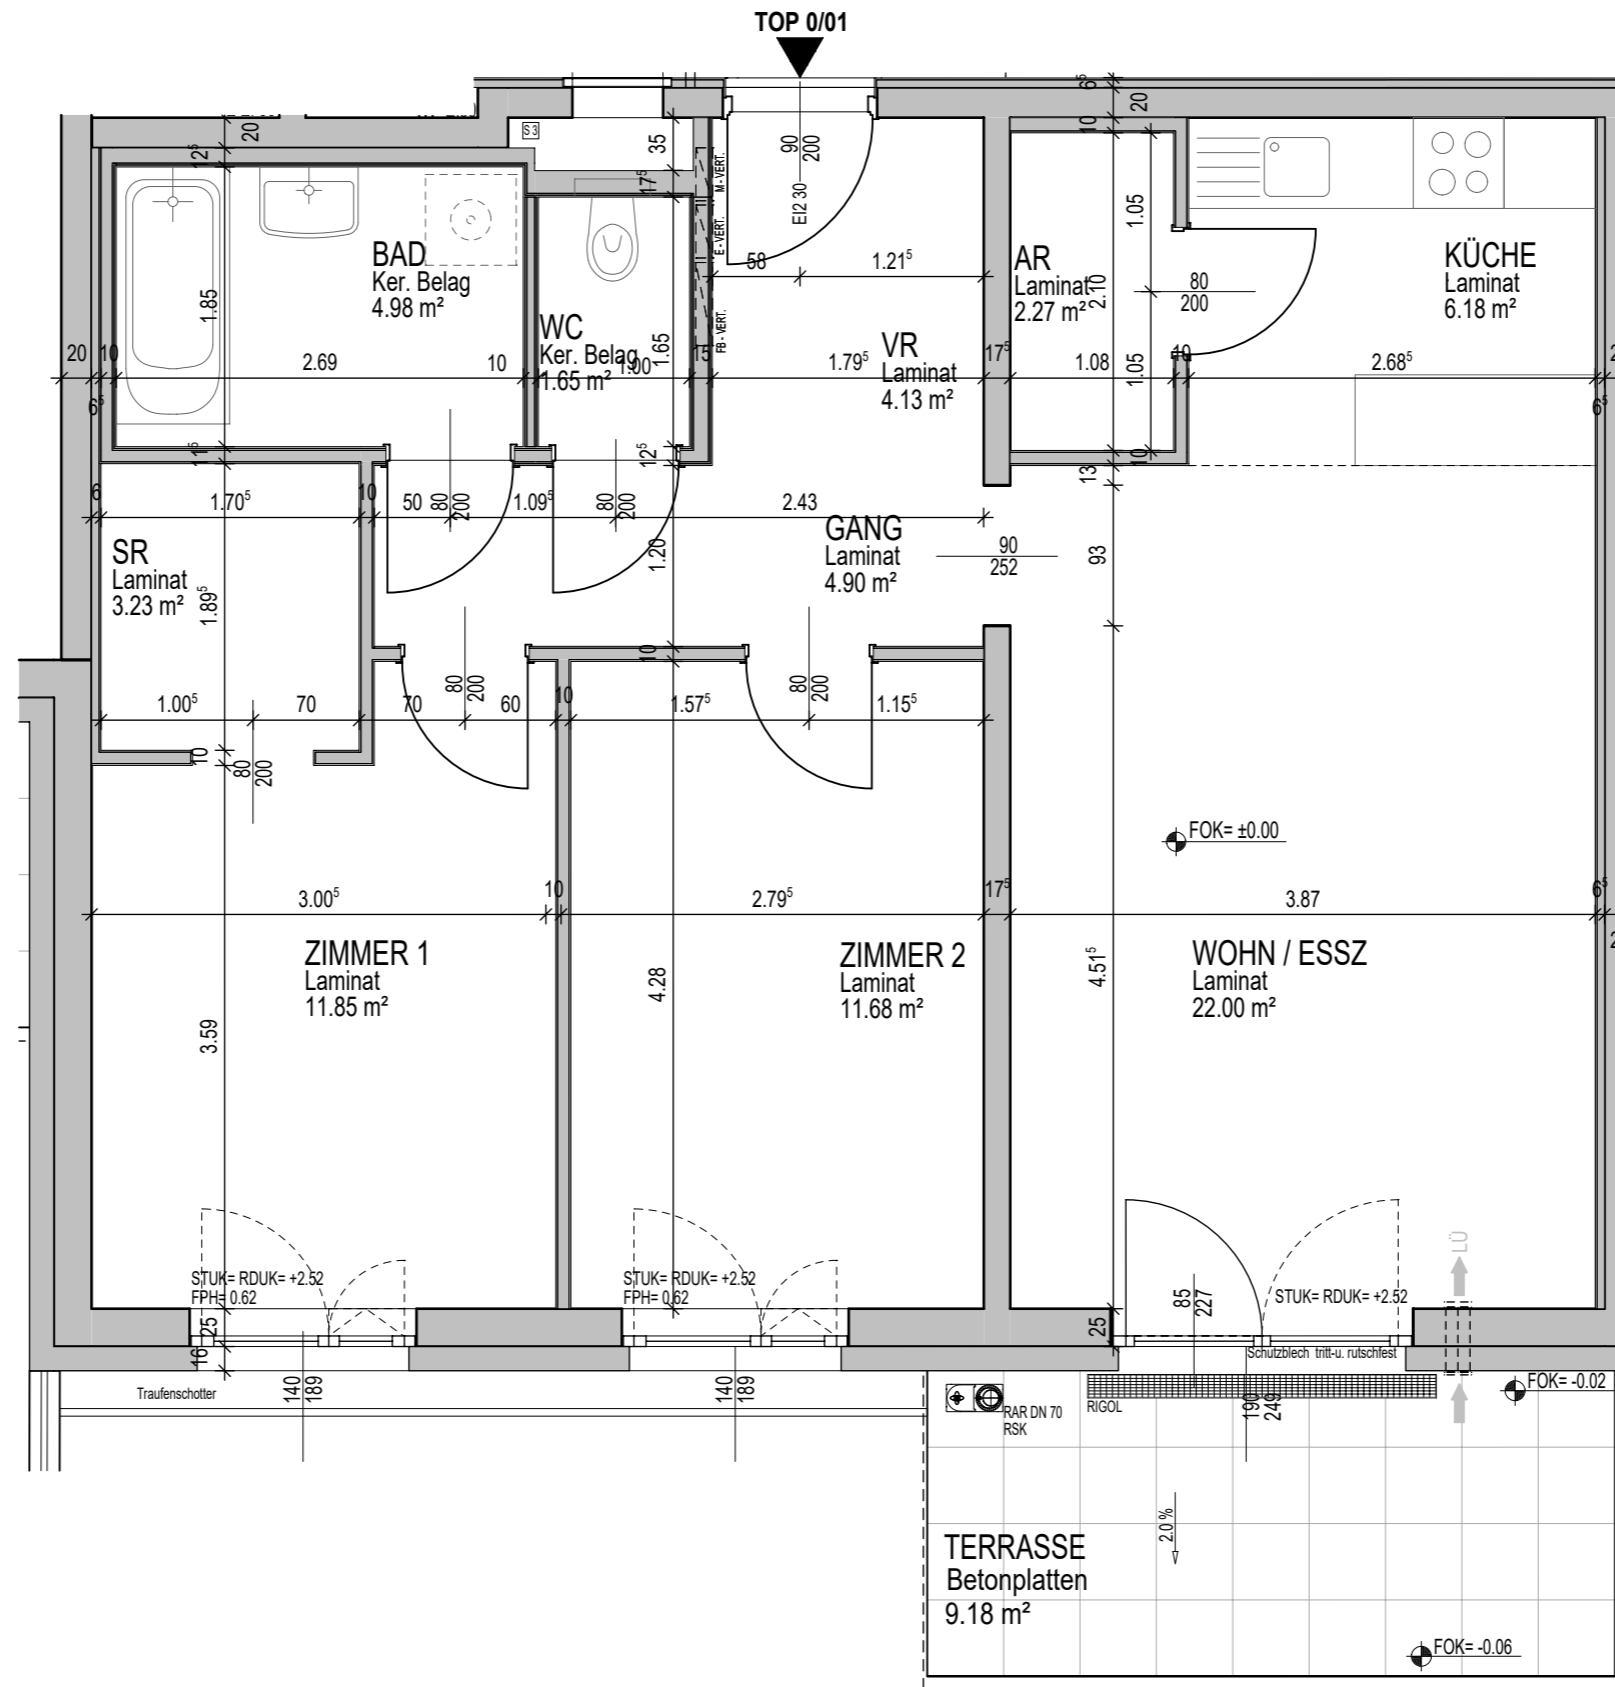 TOP 0/01
6⁵
20
10
20
12⁵
S 3
35
17⁵
M - VERT.
E - VERT.
FB - VERT.
90
200
EI2 30
58
1.21⁵
BAD
Ker. Belag
4.98 m²
1.85
WC
Ker. Belag
1.65 m²
1.65
VR
Laminat
4.13 m²
AR
Laminat
2.27 m²
2.10
1.05
1.05
80
200
KÜCHE
Laminat
6.18 m²
20
10
2.69
10
1.00
15
1.79⁵
17⁵
1.08
10
2.68⁵
6⁵
6⁵
12⁵
10
13
6
1.70⁵
10
50
80
200
1.09⁵
80
200
2.43
SR
Laminat
3.23 m²
1.89⁵
1.20
GANG
Laminat
4.90 m²
90
252
93
10
1.00⁵
70
70
80
200
60
10
1.57⁵
80
200
1.15⁵
10
80
200
FOK= ±0.00
3.00⁵
10
2.79⁵
17⁵
3.87
6⁵
ZIMMER 1
Laminat
11.85 m²
3.59
ZIMMER 2
Laminat
11.68 m²
4.28
WOHN / ESSZ
Laminat
22.00 m²
4.51⁵
LÜ
STUK= RDUK= +2.52
FPH= 0.62
STUK= RDUK= +2.52
FPH= 0.62
85
227
STUK= RDUK= +2.52
25
16
25
Schutzblech tritt-u. rutschfest
Traufenschotter
140
189
140
189
RAR DN 70
RSK
RIGOL
190
249
FOK= -0.02
2.0 %
TERRASSE
Betonplatten
9.18 m²
FOK= -0.06